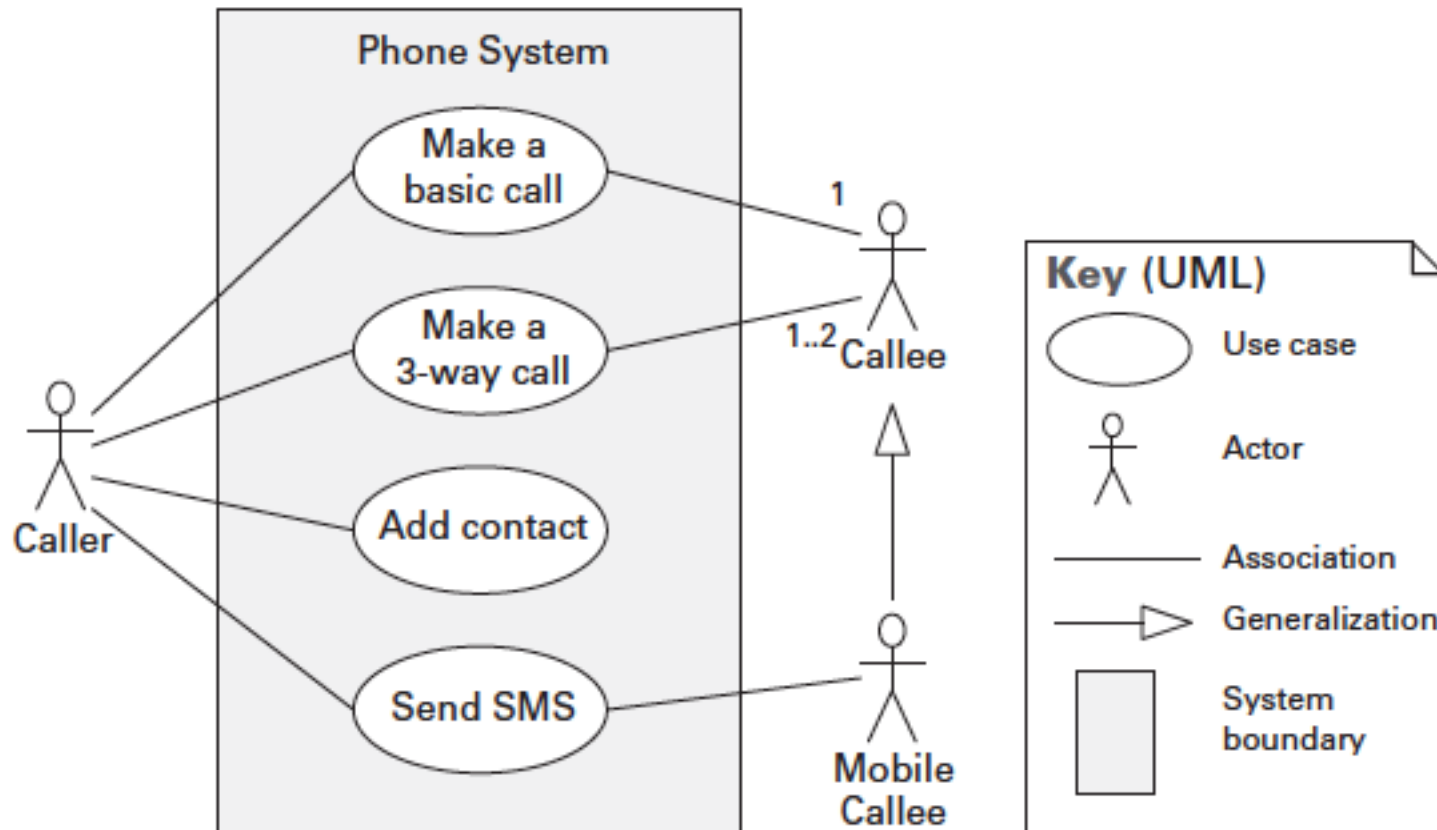 Phone System
Make a
basic call
1
Make a
3-way call
1..2
Callee
Caller
Add contact
Send SMS
Mobile
Callee
Key (UML)
Use case
Actor
Association
Generalization
System
boundary